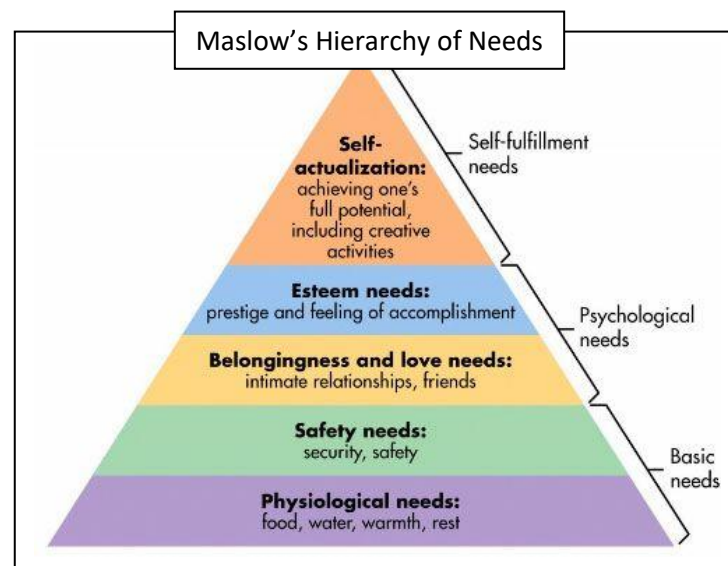 Maslow’s Hierarchy of Needs
Self-
actualization:
achieving one's
full potential,
including creative
activities
Self-fulfillment
needs
Esteem needs:
prestige and feeling of accomplishment
Psychological
needs
Belongingness and love needs:
intimate relationships, friends
Safety needs:
security, safety
Basic
needs
Physiological needs:
food, water, warmth, rest